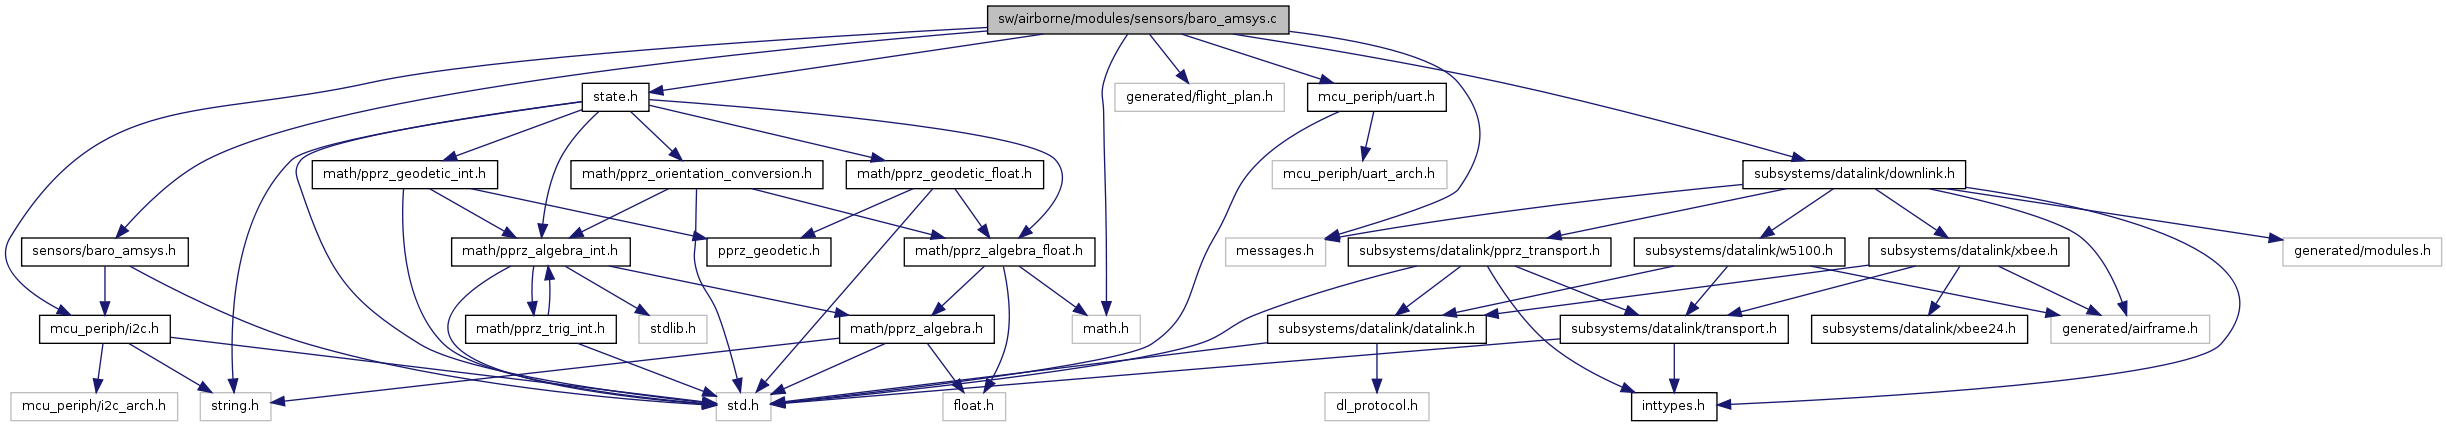 sw/airborne/modules/sensors/baro_amsys.c
state.h
generated/flight_plan.h
mcu_periph/uart.h
math/pprz_geodetic_int.h
math/pprz_orientation_conversion.h
math/pprz_geodetic_float.h
mcu_periph/uart_arch.h
subsystems/datalink/downlink.h
sensors/baro_amsys.h
math/pprz_algebra_int.h
pprz_geodetic.h
math/pprz_algebra_float.h
messages.h
subsystems/datalink/pprz_transport.h
subsystems/datalink/w5100.h
subsystems/datalink/xbee.h
generated/modules.h
mcu_periph/i2c.h
math/pprz_trig_int.h
stdlib.h
math/pprz_algebra.h
math.h
subsystems/datalink/datalink.h
subsystems/datalink/transport.h
subsystems/datalink/xbee24.h
generated/airframe.h
mcu_periph/i2c_arch.h
string.h
std.h
float.h
dl_protocol.h
inttypes.h